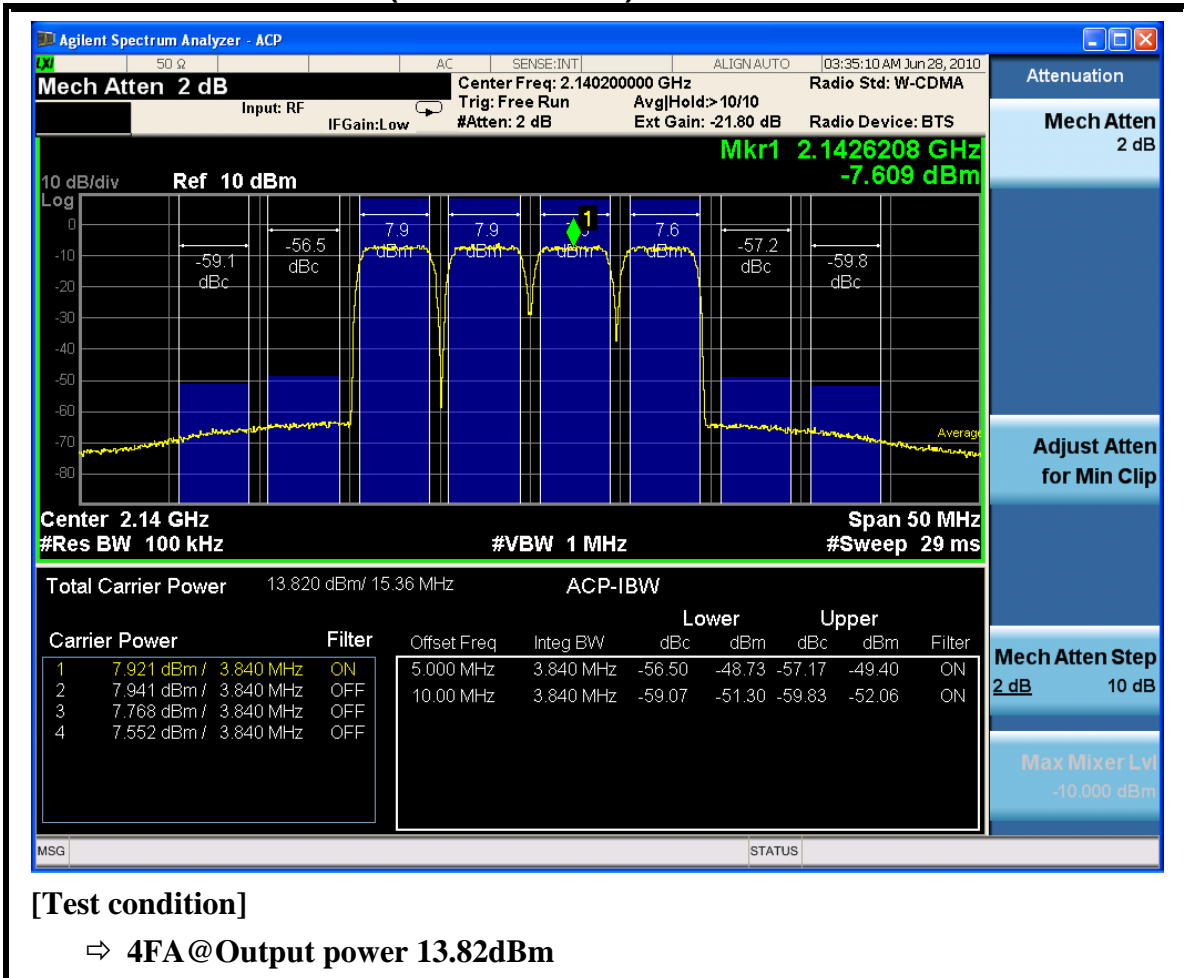 Agilent Spectrum Analyzer - ACP
LXI 50 Ω AC SENSE:INT ALIGN AUTO 03:35:10 AM Jun 28, 2010
Mech Atten 2 dB
Input: RF
IFGain:Low
Center Freq: 2.140200000 GHz
Trig: Free Run Avg|Hold:>10/10
#Atten: 2 dB Ext Gain: -21.80 dB
Radio Std: W-CDMA
Radio Device: BTS
Mkr1 2.1426208 GHz
-7.609 dBm
10 dB/div Ref 10 dBm
Log
0
-10
-20
-30
-40
-50
-60
-70
-80
-59.1
dBc
-56.5
dBc
7.9
dBm
7.9
dBm
1
dBm
7.6
dBm
-57.2
dBc
-59.8
dBc
Average
Center 2.14 GHz Span 50 MHz
#Res BW 100 kHz #VBW 1 MHz #Sweep 29 ms
Total Carrier Power 13.820 dBm/ 15.36 MHz ACP-IBW
Lower Upper
Carrier Power Filter Offset Freq Integ BW dBc dBm dBc dBm Filter
1 7.921 dBm / 3.840 MHz ON 5.000 MHz 3.840 MHz -56.50 -48.73 -57.17 -49.40 ON
2 7.941 dBm / 3.840 MHz OFF 10.00 MHz 3.840 MHz -59.07 -51.30 -59.83 -52.06 ON
3 7.768 dBm / 3.840 MHz OFF
4 7.552 dBm / 3.840 MHz OFF
MSG STATUS
Attenuation
Mech Atten
2 dB
Adjust Atten
for Min Clip
Mech Atten Step
2 dB 10 dB
Max Mixer Lvl
-10.000 dBm
[Test condition]
⇨ 4FA@Output power 13.82dBm